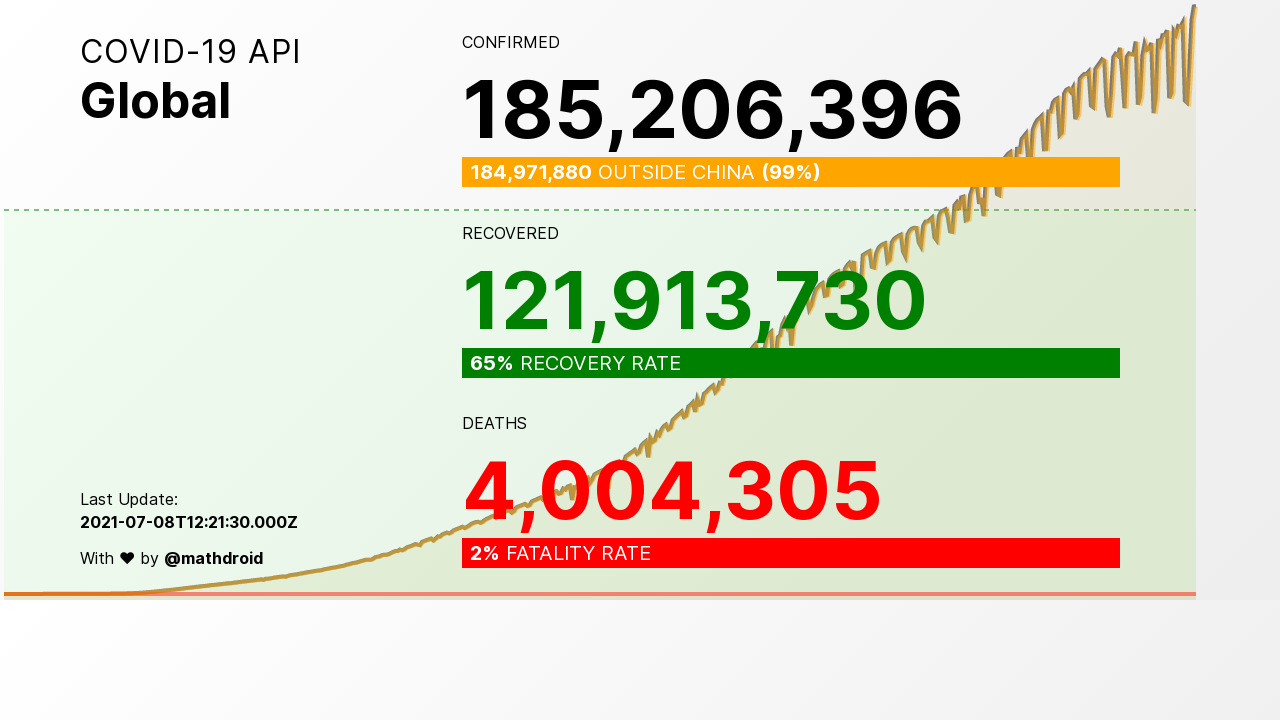 COVID-19 API
Global
CONFIRMED
185,206,396
184,971,880 OUTSIDE CHINA (99%)
RECOVERED
121,913,730
65% RECOVERY RATE
DEATHS
4,004,305
2% FATALITY RATE
Last Update:
2021-07-08T12:21:30.000Z
With ♥ by @mathdroid